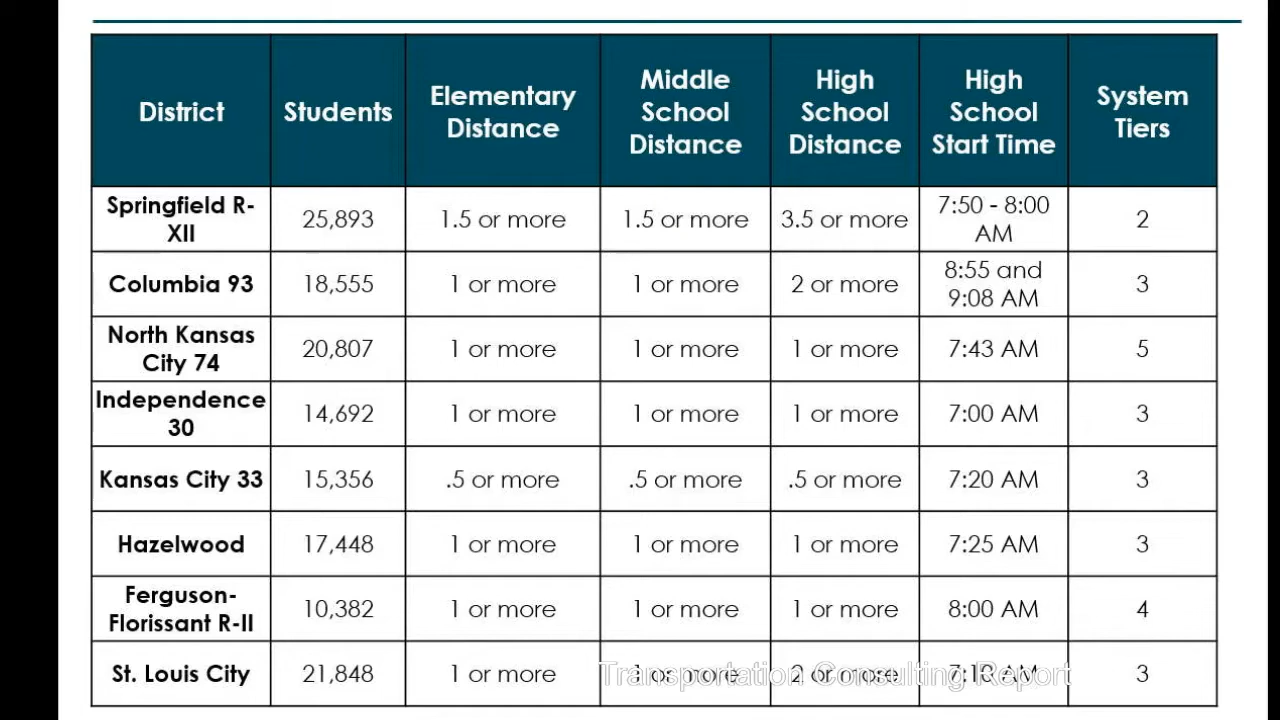 District Students Elementary Distance Middle School Distance High School Distance High School Start Time System Tiers
Springfield R-XII 25,893 1.5 or more 1.5 or more 3.5 or more 7:50 - 8:00 AM 2
Columbia 93 18,555 1 or more 1 or more 2 or more 8:55 and 9:08 AM 3
North Kansas City 74 20,807 1 or more 1 or more 1 or more 7:43 AM 5
Independence 30 14,692 1 or more 1 or more 1 or more 7:00 AM 3
Kansas City 33 15,356 .5 or more .5 or more .5 or more 7:20 AM 3
Hazelwood 17,448 1 or more 1 or more 1 or more 7:25 AM 3
Ferguson-Florissant R-II 10,382 1 or more 1 or more 1 or more 8:00 AM 4
St. Louis City 21,848 1 or more 1 or more 2 or more AM 3
Transportation Consulting Report